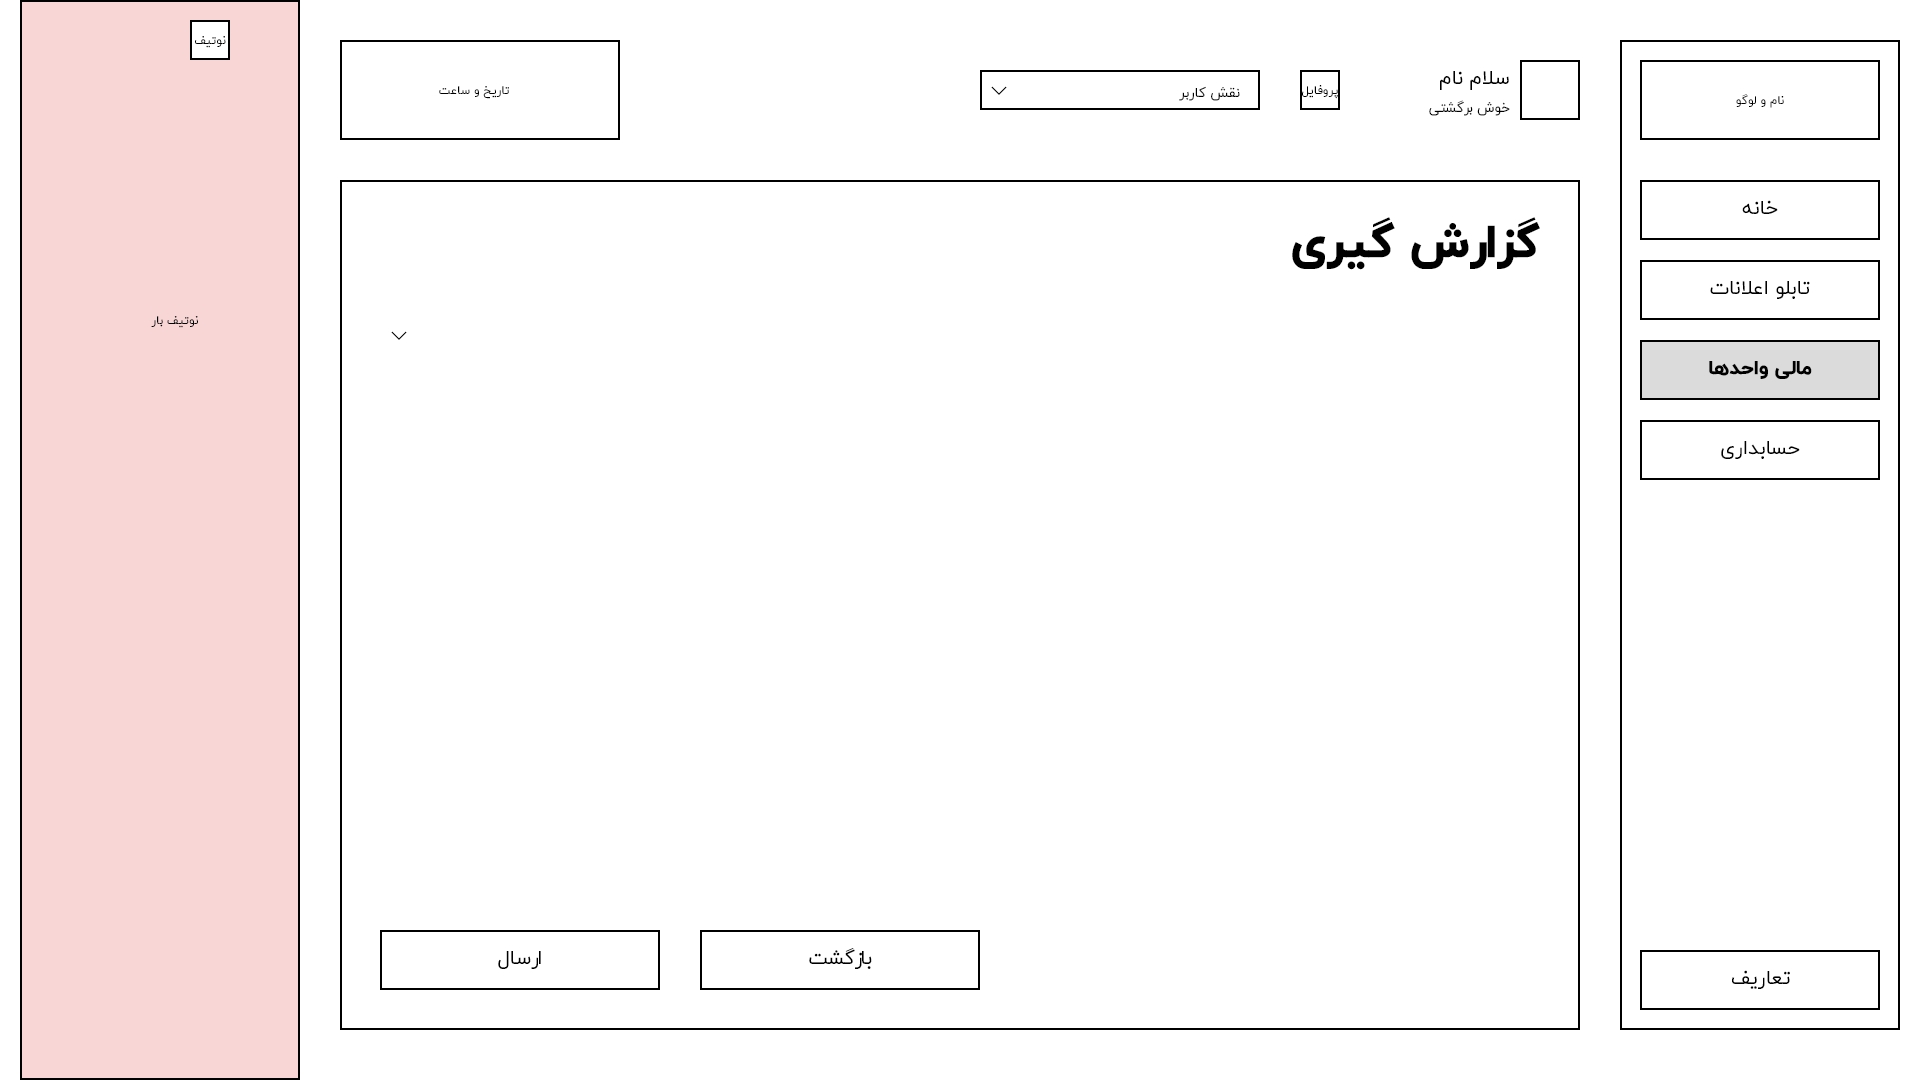 نام و لوگو
خانه
تابلو اعلانات
مالی واحدها
حسابداری
تعاریف
سلام نام
خوش برگشتی
پروفایل
نقش کاربر
تاریخ و ساعت
گزارش گیری
بازگشت
ارسال
نوتیف
نوتیف بار